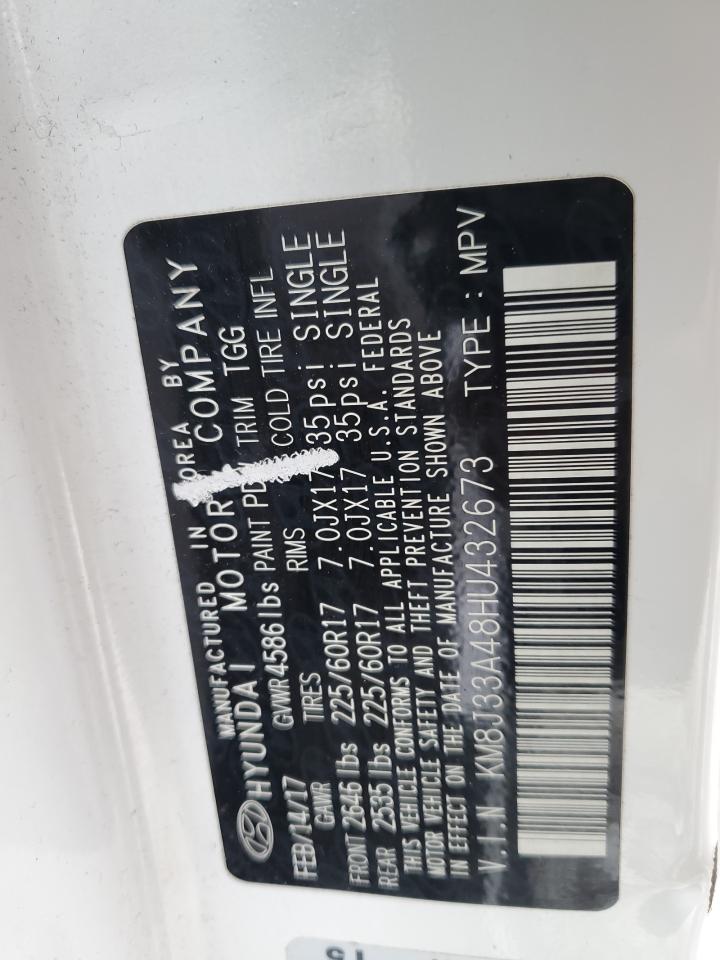 MANUFACTURED IN KOREA BY
HYUNDAI MOTOR COMPANY
FEB/14/17 GVWR 4586 lbs PAINT PDW TRIM TGG
GAWR TIRES RIMS COLD TIRE INFL
FRONT 2646 lbs 225/60R17 7.0JX17 35psi SINGLE
REAR 2535 lbs 225/60R17 7.0JX17 35psi SINGLE
THIS VEHICLE CONFORMS TO ALL APPLICABLE U.S.A. FEDERAL
MOTOR VEHICLE SAFETY AND THEFT PREVENTION STANDARDS
IN EFFECT ON THE DATE OF MANUFACTURE SHOWN ABOVE
V.I.N KM8J33A48HU432673 TYPE : MPV